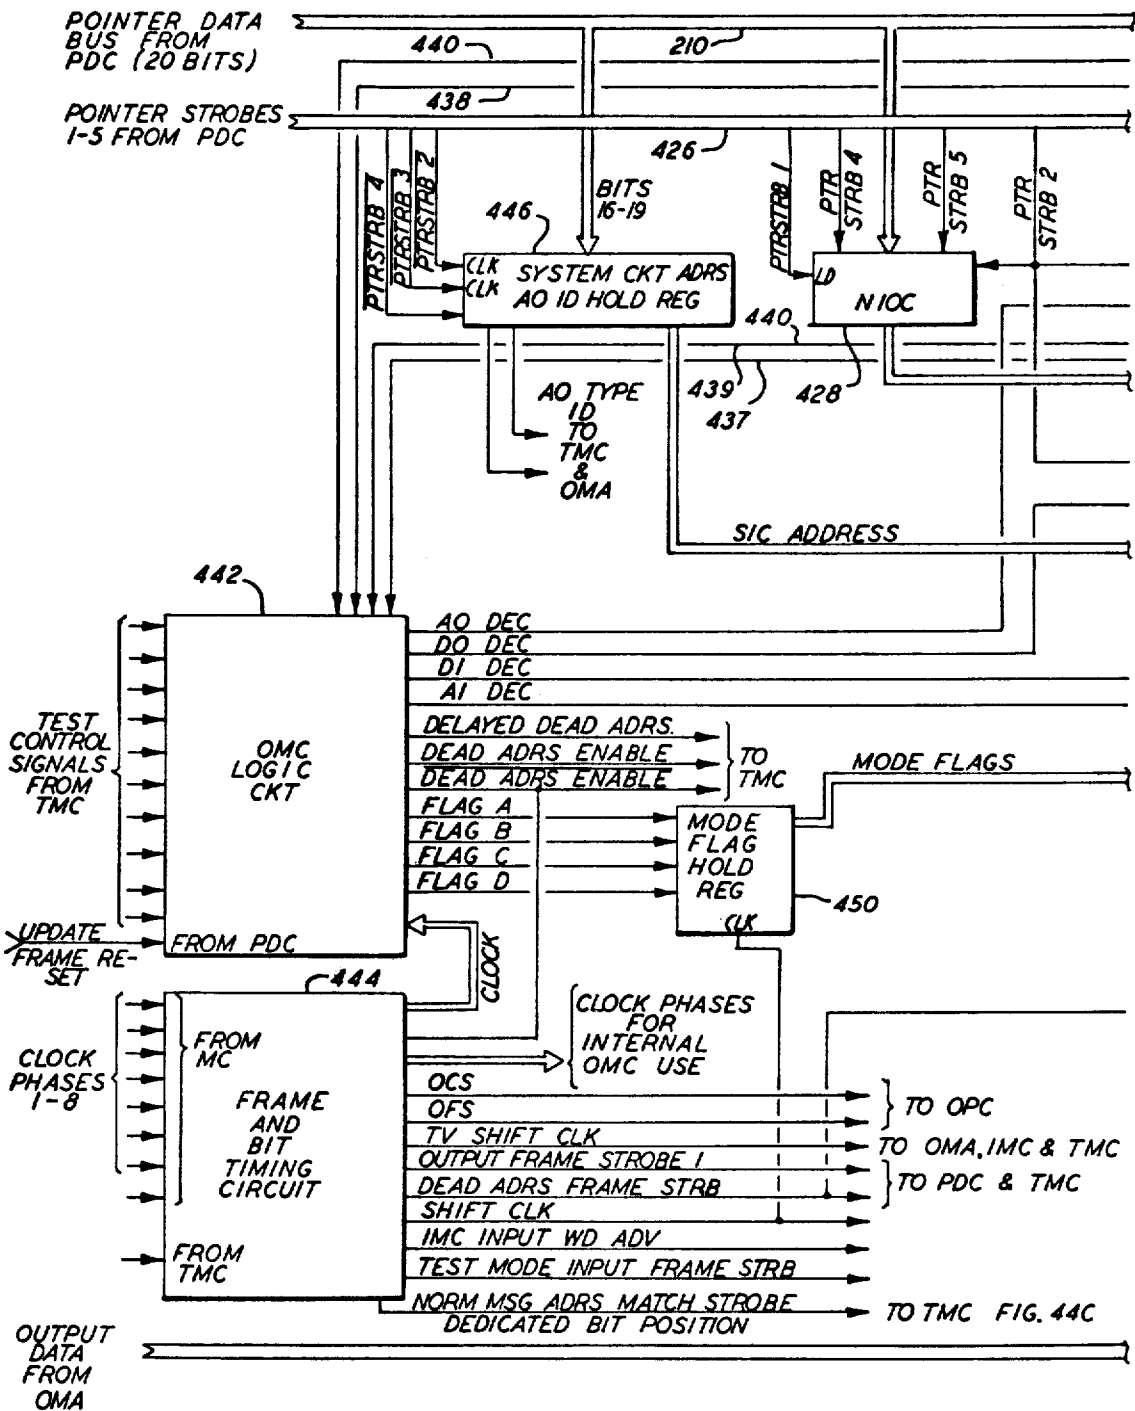 POINTER DATA
BUS FROM
PDC (20 BITS)
440
210
438
POINTER STROBES
1-5 FROM PDC
426
PTRSTRB 4
PTRSTRB 3
PTRSTRB 2
BITS
16-19
PTRSTRB 1
PTR
STRB 4
PTR
STRB 5
PTR
STRB 2
446
CLK
CLK
SYSTEM CKT ADRS
AO ID HOLD REG
LD
NIOC
440
439
437
428
AO TYPE
ID
TO
TMC
&
OMA
SIC ADDRESS
442
AO DEC
DO DEC
DI DEC
AI DEC
TEST
CONTROL
SIGNALS
FROM
TMC
OMC
LOGIC
CKT
DELAYED DEAD ADRS.
DEAD ADRS ENABLE
DEAD ADRS ENABLE
TO
TMC
MODE FLAGS
FLAG A
FLAG B
FLAG C
FLAG D
MODE
FLAG
HOLD
REG
CLK
450
UPDATE
FRAME RE-
SET
FROM PDC
CLOCK
444
CLOCK
PHASES
1-8
FROM
MC
FRAME
AND
BIT
TIMING
CIRCUIT
FROM
TMC
CLOCK PHASES
FOR
INTERNAL
OMC USE
OCS
OFS
TO OPC
TV SHIFT CLK
TO OMA, IMC & TMC
OUTPUT FRAME STROBE 1
DEAD ADRS FRAME STRB
TO PDC & TMC
SHIFT CLK
IMC INPUT WD ADV
TEST MODE INPUT FRAME STRB
NORM MSG ADRS MATCH STROBE
DEDICATED BIT POSITION
TO TMC FIG. 44C
OUTPUT
DATA
FROM
OMA